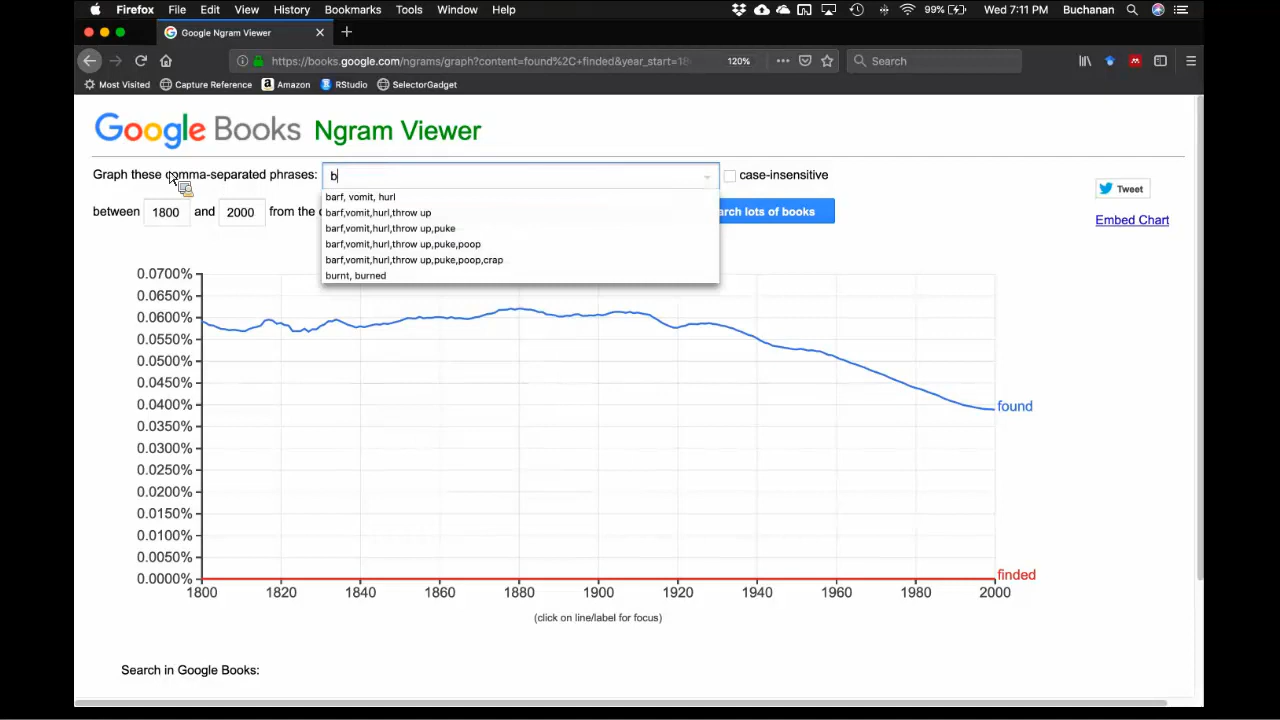 Firefox File Edit View History Bookmarks Tools Window Help 99% Wed 7:11 PM Buchanan
Google Ngram Viewer
https://books.google.com/ngrams/graph?content=found%2C+finded&year_start=18 120% Search
Most Visited Capture Reference Amazon RStudio SelectorGadget
Google Books Ngram Viewer
Graph these comma-separated phrases: b case-insensitive
barf, vomit, hurl
between 1800 and 2000 from the
barf,vomit,hurl,throw up
barf,vomit,hurl,throw up,puke
barf,vomit,hurl,throw up,puke,poop
barf,vomit,hurl,throw up,puke,poop,crap
burnt, burned
lots of books
Tweet
Embed Chart
0.0700%
0.0650%
0.0600%
0.0550%
0.0500%
0.0450%
0.0400%
0.0350%
0.0300%
0.0250%
0.0200%
0.0150%
0.0100%
0.0050%
0.0000%
found
finded
1800 1820 1840 1860 1880 1900 1920 1940 1960 1980 2000
(click on line/label for focus)
Search in Google Books: